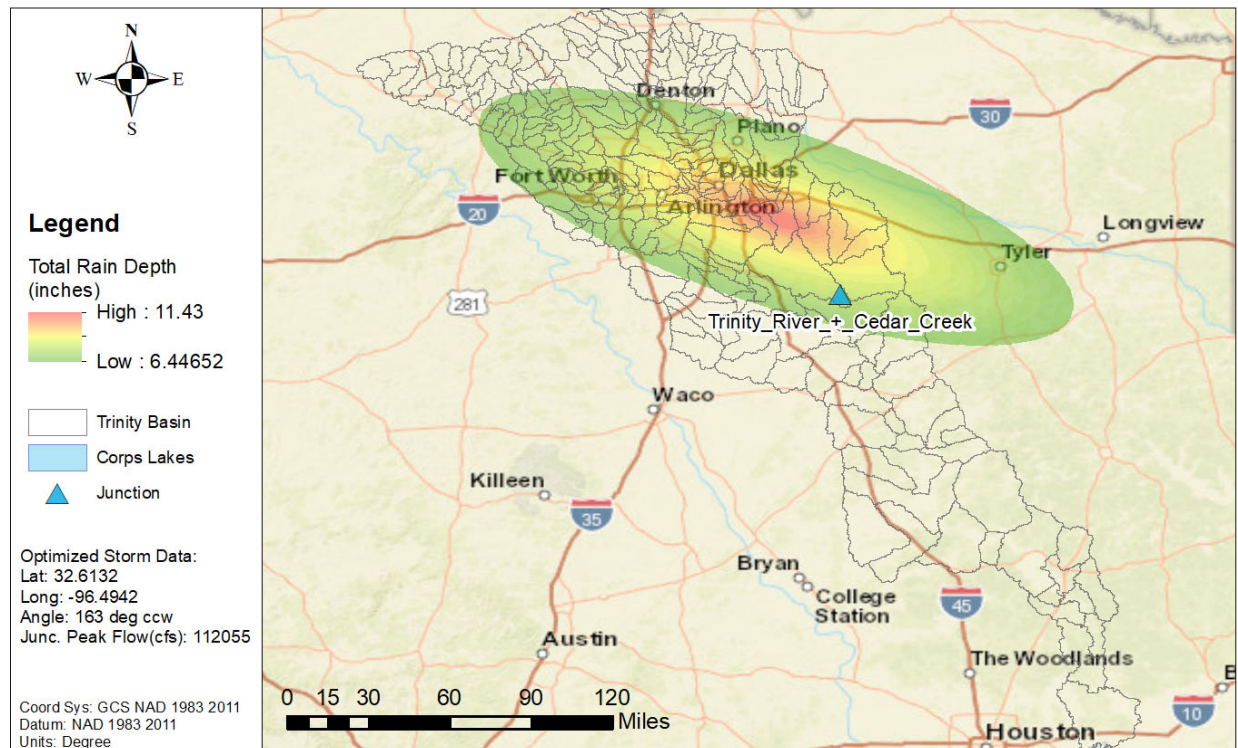 N
W E
S
Legend
Total Rain Depth
(inches)
High : 11.43
Low : 6.44652
Trinity Basin
Corps Lakes
Junction
Optimized Storm Data:
Lat: 32.6132
Long: -96.4942
Angle: 163 deg ccw
Junc. Peak Flow(cfs): 112055
Coord Sys: GCS NAD 1983 2011
Datum: NAD 1983 2011
Units: Degree
Denton
30
Plano
Dallas
Fort Worth
Arlington
20
Longview
Tyler
281
Trinity_River_+_Cedar_Creek
Waco
Killeen
35
Bryan
College
Station
45
Austin
The Woodlands
B
10
Houston
0 15 30 60 90 120
Miles